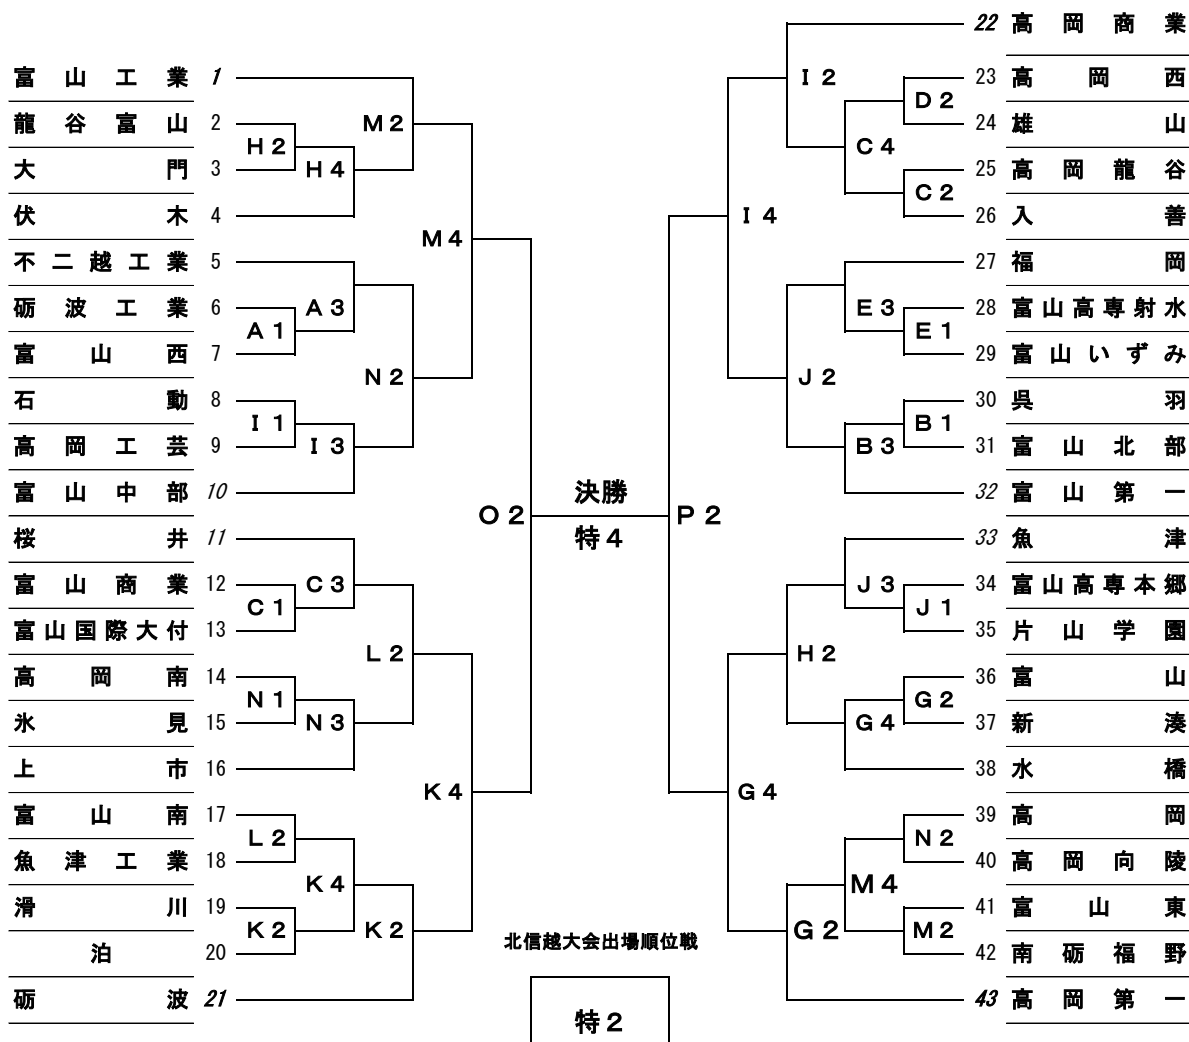 富山工業 1
龍谷富山 2
大門 3
伏木 4
不二越工業 5
砺波工業 6
富山西 7
石動 8
高岡工芸 9
富山中部 10
桜井 11
富山商業 12
富山国際大付 13
高岡南 14
氷見 15
上市 16
富山南 17
魚津工業 18
滑川 19
泊 20
砺波 21
H2
H4
M2
A1
A3
I1
I3
N2
M4
C1
C3
N1
N3
L2
L2
K2
K4
K2
K4
O2
決勝
特4
P2
北信越大会出場順位戦
特2
I2
D2
C4
C2
I4
E3
E1
J2
B1
B3
J3
J1
H2
G2
G4
G4
N2
M4
M2
G2
22 高岡商業
23 高岡西
24 雄山
25 高岡龍谷
26 入善
27 福岡
28 富山高専射水
29 富山いずみ
30 呉羽
31 富山北部
32 富山第一
33 魚津
34 富山高専本郷
35 片山学園
36 富山
37 新湊
38 水橋
39 高岡
40 高岡向陵
41 富山東
42 南砺福野
43 高岡第一